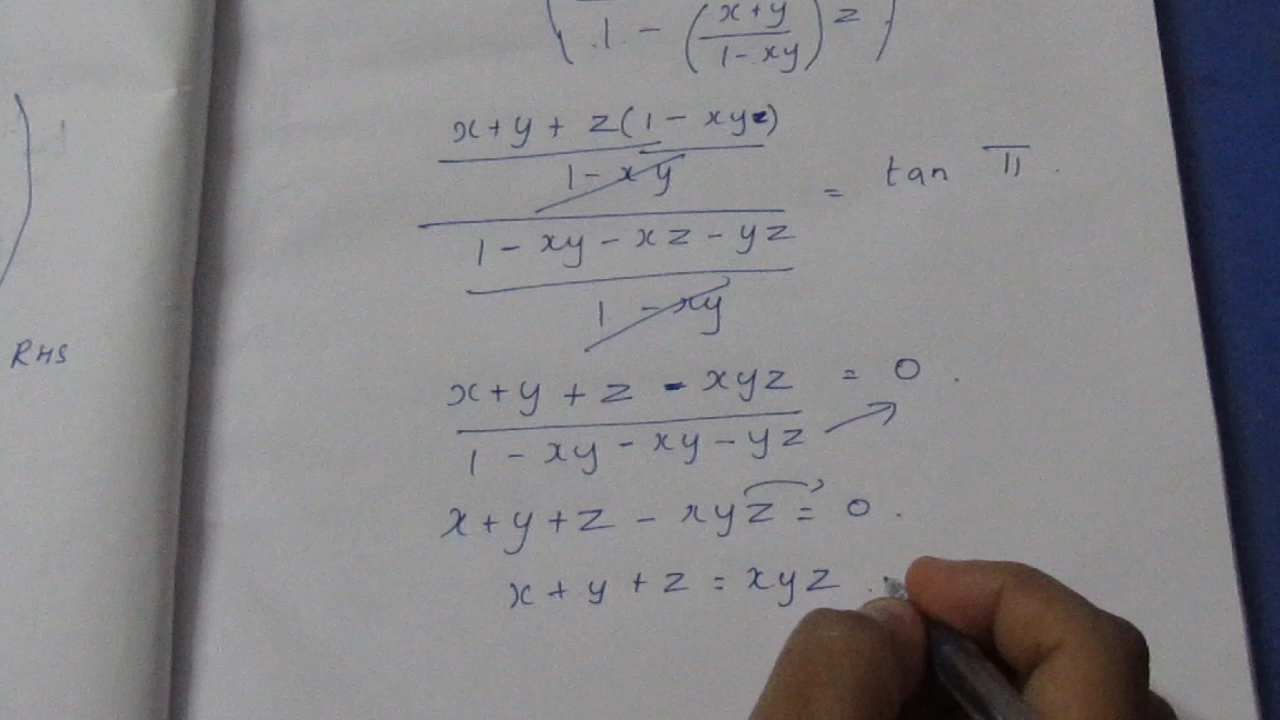 1 - (x+y
1-xy) z
x+y + z(1-xyz)
1-xy
= tan π.
1-xy-xz-yz
1-xy
RHS
x+y+z-xyz = 0.
1-xy-xy-yz
x+y+z-xyz = 0.
x+y+z = xyz.